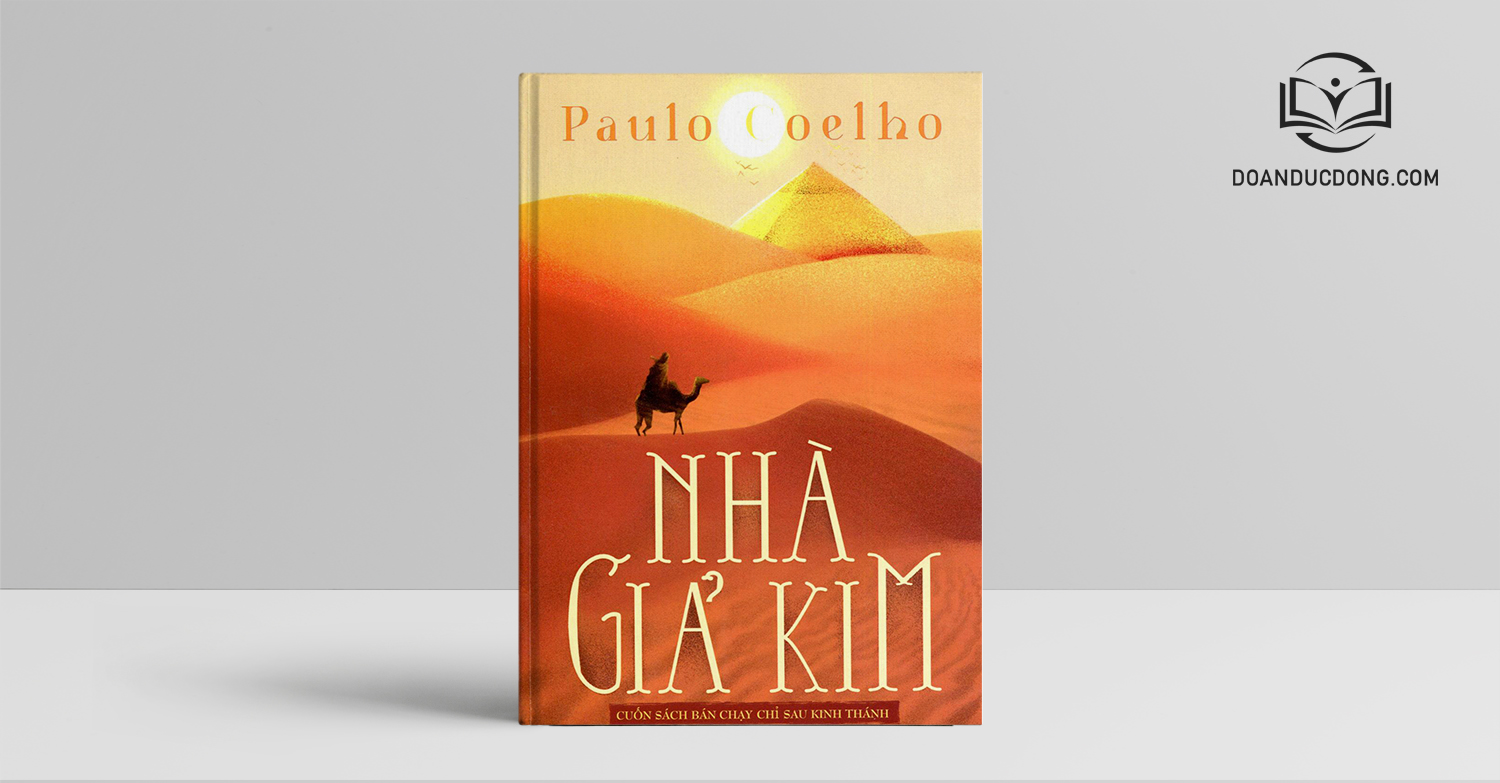 Paulo Coelho
NHÀ
GIẢ KIM
CUỐN SÁCH BÁN CHẠY CHỈ SAU KINH THÁNH
DOANDUCDONG.COM